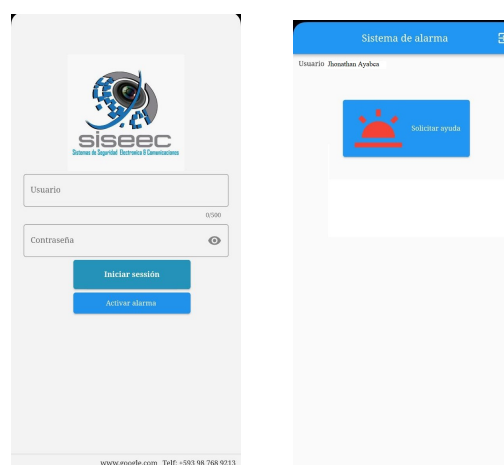 siseec
Sistemas de Seguridad Electronica & Comunicaciones
Usuario
0/500
Contraseña
Iniciar sesión
Activar alarma
www.google.com Telf: +593 98 768 9213
Sistema de alarma
Usuario Jhonathan Ayabca
Solicitar ayuda